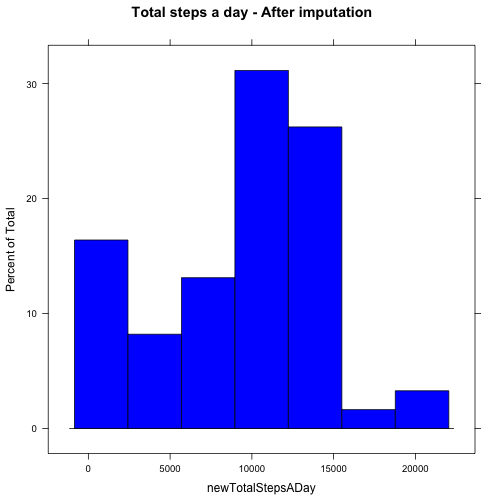 Total steps a day - After imputation
Percent of Total
30
20
10
0
0 5000 10000 15000 20000
newTotalStepsADay